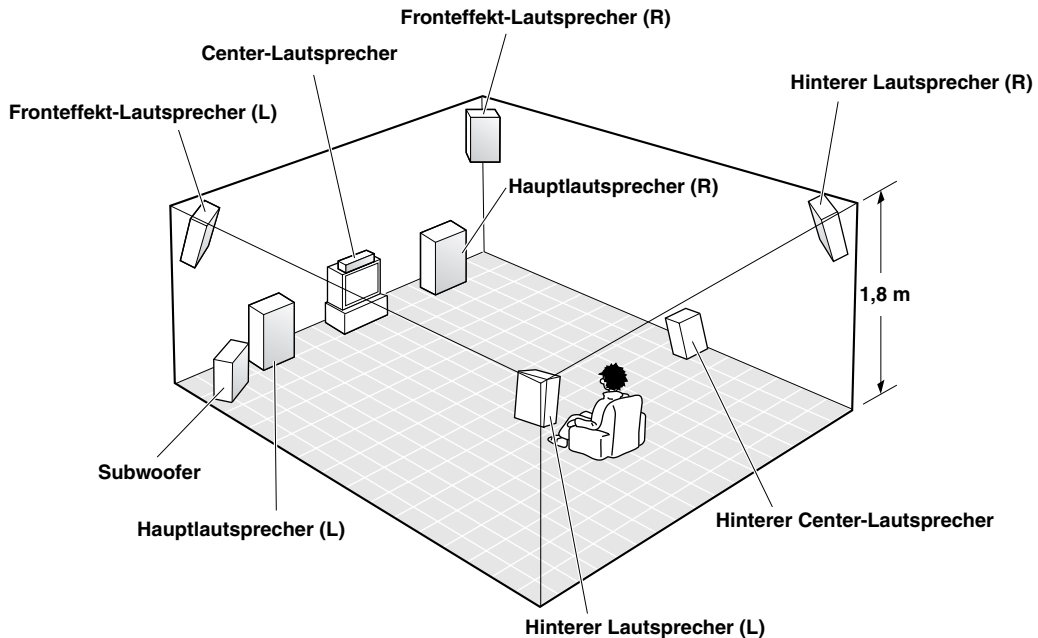 Fronteffekt-Lautsprecher (R)
Center-Lautsprecher
Hinterer Lautsprecher (R)
Fronteffekt-Lautsprecher (L)
Hauptlautsprecher (R)
1,8 m
Subwoofer
Hauptlautsprecher (L)
Hinterer Center-Lautsprecher
Hinterer Lautsprecher (L)